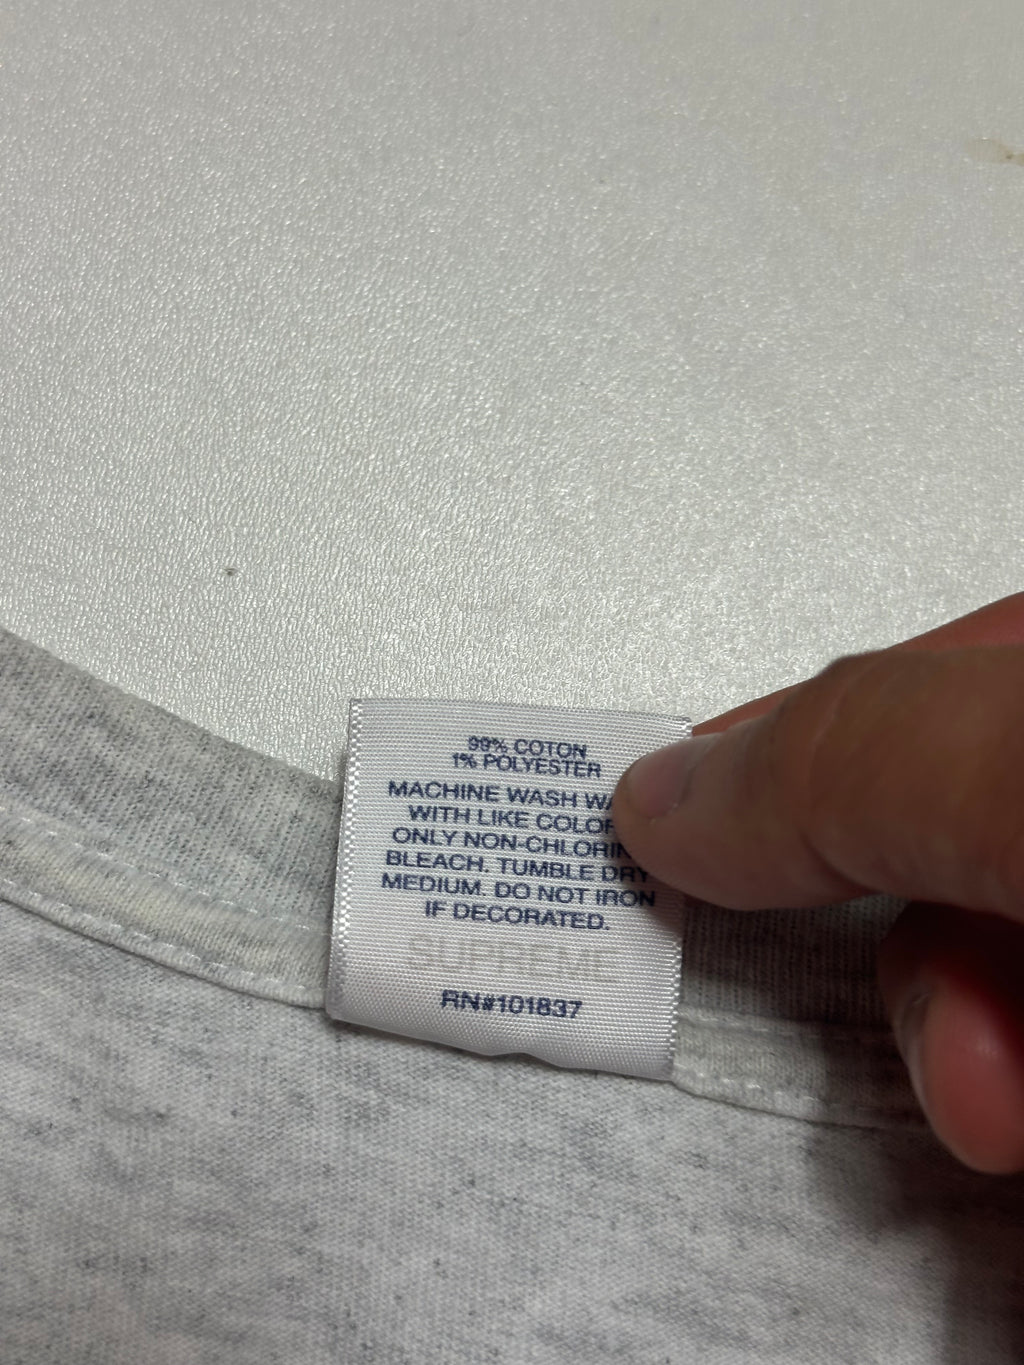 99% COTON
1% POLYESTER
MACHINE WASH
WITH LIKE
ONLY
BLEACH. TUMBLE DRY
MEDIUM. DO NOT IRON
IF DECORATED.
SUPREME
RN#101837